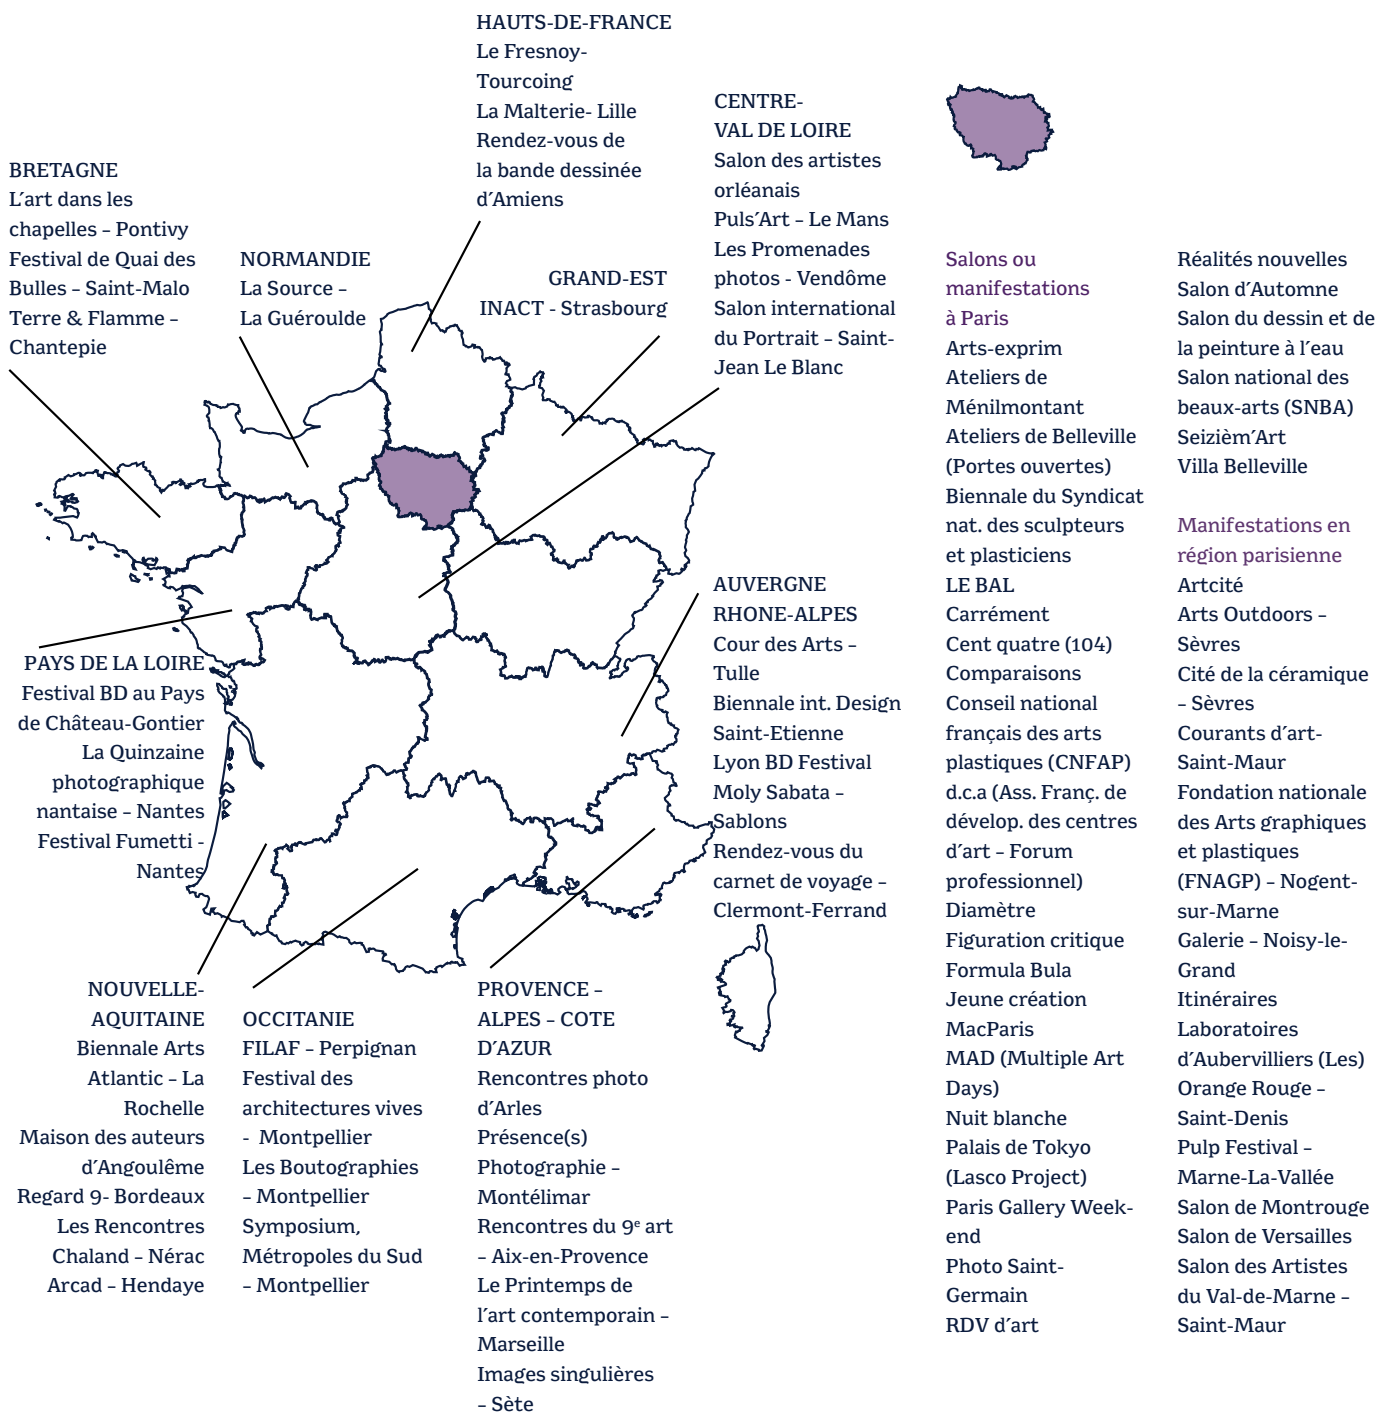 HAUTS-DE-FRANCE
Le Fresnoy-
Tourcoing
La Malterie- Lille
Rendez-vous de
la bande dessinée
d´Amiens
CENTRE-
VAL DE LOIRE
Salon des artistes
orléanais
Puls´Art – Le Mans
Les Promenades
photos - Vendôme
Salon international
du Portrait – Saint-
Jean Le Blanc
BRETAGNE
L´art dans les
chapelles – Pontivy
Festival de Quai des
Bulles – Saint-Malo
Terre & Flamme –
Chantepie
NORMANDIE
La Source –
La Guéroulde
GRAND-EST
INACT - Strasbourg
AUVERGNE
RHONE-ALPES
Cour des Arts –
Tulle
Biennale int. Design
Saint-Etienne
Lyon BD Festival
Moly Sabata –
Sablons
Rendez-vous du
carnet de voyage –
Clermont-Ferrand
PAYS DE LA LOIRE
Festival BD au Pays
de Château-Gontier
La Quinzaine
photographique
nantaise – Nantes
Festival Fumetti -
Nantes
NOUVELLE-
AQUITAINE
Biennale Arts
Atlantic – La
Rochelle
Maison des auteurs
d´Angoulême
Regard 9- Bordeaux
Les Rencontres
Chaland – Nérac
Arcad – Hendaye
OCCITANIE
FILAF – Perpignan
Festival des
architectures vives
- Montpellier
Les Boutographies
– Montpellier
Symposium,
Métropoles du Sud
– Montpellier
PROVENCE –
ALPES – COTE
D´AZUR
Rencontres photo
d´Arles
Présence(s)
Photographie –
Montélimar
Rencontres du 9e art
– Aix-en-Provence
Le Printemps de
l´art contemporain –
Marseille
Images singulières
– Sète
Salons ou
manifestations
à Paris
Arts-exprim
Ateliers de
Ménilmontant
Ateliers de Belleville
(Portes ouvertes)
Biennale du Syndicat
nat. des sculpteurs
et plasticiens
LE BAL
Carrément
Cent quatre (104)
Comparaisons
Conseil national
français des arts
plastiques (CNFAP)
d.c.a (Ass. Franç. de
dévelop. des centres
d´art – Forum
professionnel)
Diamètre
Figuration critique
Formula Bula
Jeune création
MacParis
MAD (Multiple Art
Days)
Nuit blanche
Palais de Tokyo
(Lasco Project)
Paris Gallery Week-
end
Photo Saint-
Germain
RDV d´art
Réalités nouvelles
Salon d´Automne
Salon du dessin et de
la peinture à l´eau
Salon national des
beaux-arts (SNBA)
Seizièm´Art
Villa Belleville
Manifestations en
région parisienne
Artcité
Arts Outdoors –
Sèvres
Cité de la céramique
– Sèvres
Courants d´art-
Saint-Maur
Fondation nationale
des Arts graphiques
et plastiques
(FNAGP) – Nogent-
sur-Marne
Galerie – Noisy-le-
Grand
Itinéraires
Laboratoires
d´Aubervilliers (Les)
Orange Rouge –
Saint-Denis
Pulp Festival –
Marne-La-Vallée
Salon de Montrouge
Salon de Versailles
Salon des Artistes
du Val-de-Marne –
Saint-Maur